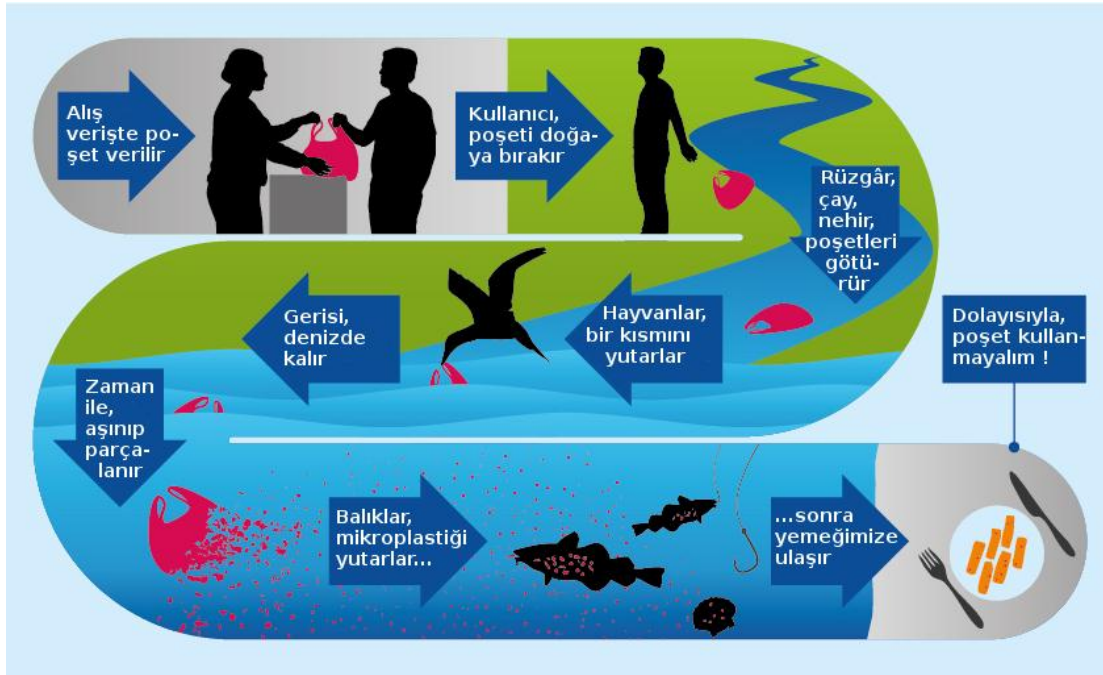 Alış
verişte po-
şet verilir
Kullanıcı,
poşeti doğa-
ya bırakır
Rüzgâr,
çay,
nehir,
poşetleri
götü-
rür
Hayvanlar,
bir kısmını
yutarlar
Gerisi,
denizde
kalır
Zaman
ile,
aşınıp
parça-
lanır
Balıklar,
mikroplastiği
yutarlar...
...sonra
yemeğimize
ulaşır
Dolayısıyla,
poşet kullan-
mayalım !